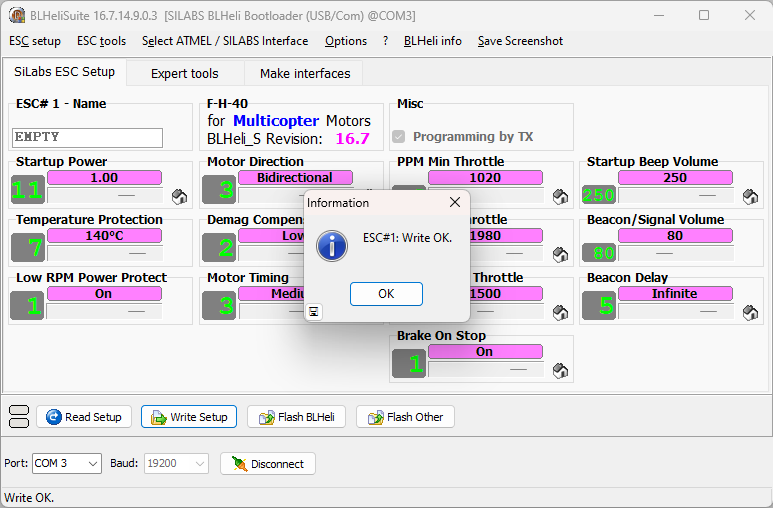 BLHeliSuite 16.7.14.9.0.3 [SILABS BLHeli Bootloader (USB/Com) @COM3]
ESC setup ESC tools Select ATMEL / SILABS Interface Options ? BLHeli info Save Screenshot
SiLabs ESC Setup Expert tools Make interfaces
ESC# 1 - Name F-H-40 Misc
for Multicopter Motors
EMPTY BLHeli_S Revision: 16.7 Programming by TX
Startup Power Motor Direction PPM Min Throttle Startup Beep Volume
1.00 Bidirectional 1020 250
11 3 250
Temperature Protection Demag Compens Throttle Beacon/Signal Volume
140°C Low 1980 80
7 2 80
Low RPM Power Protect Motor Timing Throttle Beacon Delay
On Mediu 1500 Infinite
1 3 5
Brake On Stop
On
1
Information
ESC#1: Write OK.
OK
Read Setup Write Setup Flash BLHeli Flash Other
Port: COM 3 Baud: 19200 Disconnect
Write OK.